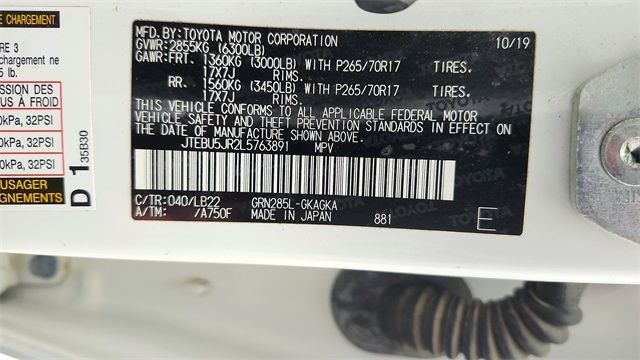 E CHARGEMENT
RE 3
chargement ne
5 lb.
SSION DES
US À FROID
0kPa, 32PSI
0kPa, 32PSI
0kPa, 32PSI
USAGER
GNEMENTS
D 1 35B30
MFD. BY: TOYOTA MOTOR CORPORATION 10/19
GVWR: 2855KG (6300LB)
GAWR: FRT. 1360KG (3000LB) WITH P265/70R17 TIRES.
17X7J RIMS.
RR. 1560KG (3450LB) WITH P265/70R17 TIRES.
17X7J RIMS.
THIS VEHICLE CONFORMS TO ALL APPLICABLE FEDERAL MOTOR
VEHICLE SAFETY AND THEFT PREVENTION STANDARDS IN EFFECT
ON THE DATE OF MANUFACTURE SHOWN ABOVE.
JTEBU5JR2L5763891 MPV
C/TR: 040/LB22 GRN285L-GKAGKA
A/TM: /A750F MADE IN JAPAN 881 E